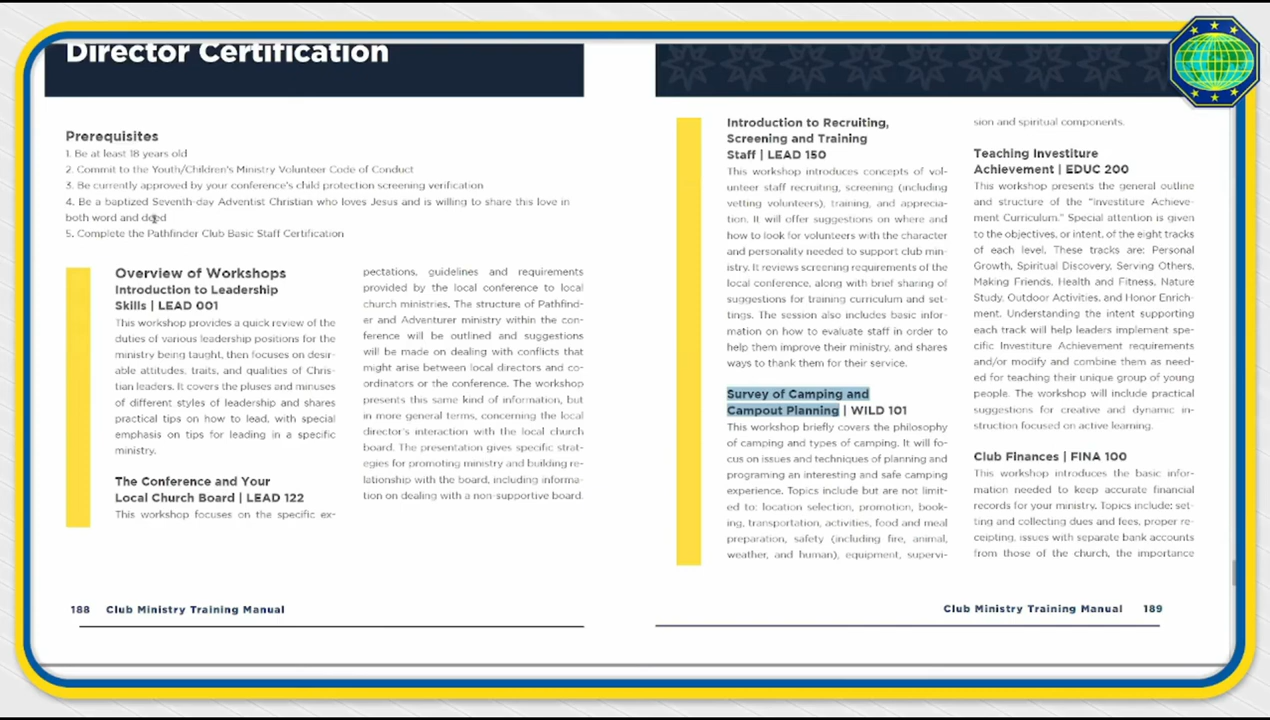 Director Certification
Prerequisites
1. Be at least 18 years old
2. Commit to the Youth/Children's Ministry Volunteer Code of Conduct
3. Be currently approved by your conference's child protection screening verification
4. Be a baptized Seventh-day Adventist Christian who loves Jesus and is willing to share this love in
both word and deed
5. Complete the Pathfinder Club Basic Staff Certification
Overview of Workshops
Introduction to Leadership
Skills | LEAD 001
This workshop provides a quick review of the
duties of various leadership positions for the
ministry being taught, then focuses on desir-
able attitudes, traits, and qualities of Chris-
tian leaders. It covers the pluses and minuses
of different styles of leadership and shares
practical tips on how to lead, with special
emphasis on tips for leading in a specific
ministry.
The Conference and Your
Local Church Board | LEAD 122
This workshop focuses on the specific ex-
pectations, guidelines and requirements
provided by the local conference to local
church ministries. The structure of Pathfind-
er and Adventurer ministry within the con-
ference will be outlined and suggestions
will be made on dealing with conflicts that
might arise between local directors and co-
ordinators or the conference. The workshop
presents this same kind of information, but
in more general terms, concerning the local
director's interaction with the local church
board. The presentation gives specific strat-
egies for promoting ministry and building re-
lationship with the board, including informa-
tion on dealing with a non-supportive board.
188 Club Ministry Training Manual
Introduction to Recruiting,
Screening and Training
Staff | LEAD 150
This workshop introduces concepts of vol-
unteer staff recruiting, screening (including
vetting volunteers), training, and apprecia-
tion. It will offer suggestions on where and
how to look for volunteers with the character
and personality needed to support club min-
istry. It reviews screening requirements of the
local conference, along with brief sharing of
suggestions for training curriculum and set-
tings. The session also includes basic infor-
mation on how to evaluate staff in order to
help them improve their ministry, and shares
ways to thank them for their service.
Survey of Camping and
Campout Planning | WILD 101
This workshop briefly covers the philosophy
of camping and types of camping. It will fo-
cus on issues and techniques of planning and
programing an interesting and safe camping
experience. Topics include but are not limit-
ed to: location selection, promotion, book-
ing, transportation, activities, food and meal
preparation, safety (including fire, animal,
weather, and human), equipment, supervi-
sion and spiritual components.
Teaching Investiture
Achievement | EDUC 200
This workshop presents the general outline
and structure of the "Investiture Achieve-
ment Curriculum." Special attention is given
to the objectives, or intent, of the eight tracks
of each level. These tracks are: Personal
Growth, Spiritual Discovery, Serving Others,
Making Friends, Health and Fitness, Nature
Study, Outdoor Activities, and Honor Enrich-
ment. Understanding the intent supporting
each track will help leaders implement spe-
cific Investiture Achievement requirements
and/or modify and combine them as need-
ed for teaching their unique group of young
people. The workshop will include practical
suggestions for creative and dynamic in-
struction focused on active learning.
Club Finances | FINA 100
This workshop introduces the basic infor-
mation needed to keep accurate financial
records for your ministry. Topics include: set-
ting and collecting dues and fees, proper re-
ceipting, issues with separate bank accounts
from those of the church, the importance
Club Ministry Training Manual 189